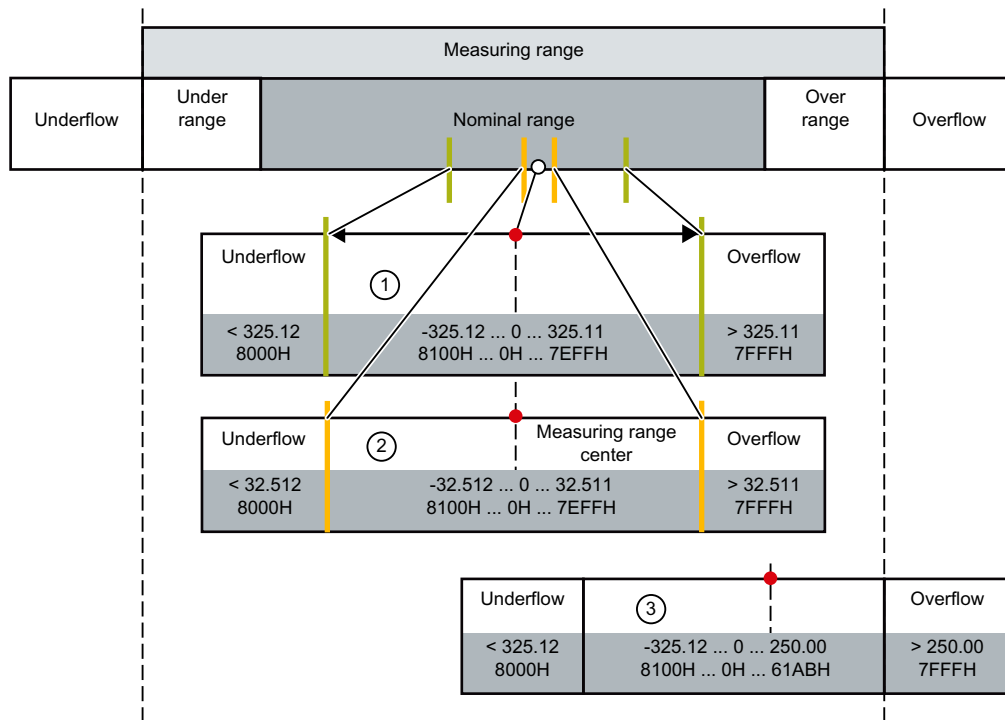 Measuring range
Underflow
Under
range
Nominal range
Over
range
Overflow
Underflow
1
Overflow
< 325.12
8000H
-325.12 ... 0 ... 325.11
8100H ... 0H ... 7EFFH
> 325.11
7FFFH
Underflow
2
Measuring range
center
Overflow
< 32.512
8000H
-32.512 ... 0 ... 32.511
8100H ... 0H ... 7EFFH
> 32.511
7FFFH
Underflow
3
Overflow
< 325.12
8000H
-325.12 ... 0 ... 250.00
8100H ... 0H ... 61ABH
> 250.00
7FFFH